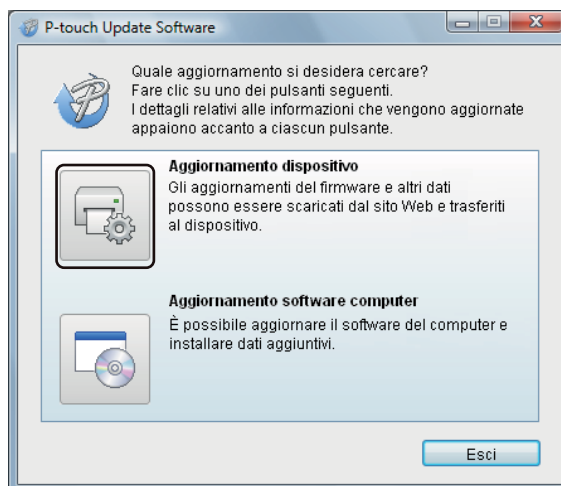 P-touch Update Software
Quale aggiornamento si desidera cercare?
Fare clic su uno dei pulsanti seguenti.
I dettagli relativi alle informazioni che vengono aggiornate
appaiono accanto a ciascun pulsante.
Aggiornamento dispositivo
Gli aggiornamenti del firmware e altri dati
possono essere scaricati dal sito Web e trasferiti
al dispositivo.
Aggiornamento software computer
È possibile aggiornare il software del computer e
installare dati aggiuntivi.
Esci